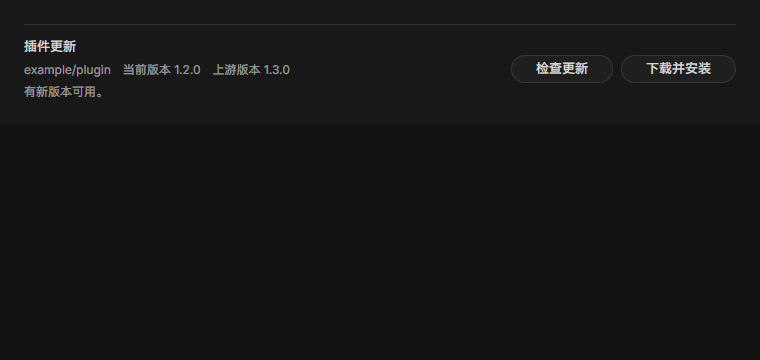 插件更新
example/plugin 当前版本 1.2.0 上游版本 1.3.0
有新版本可用。
检查更新
下载并安装